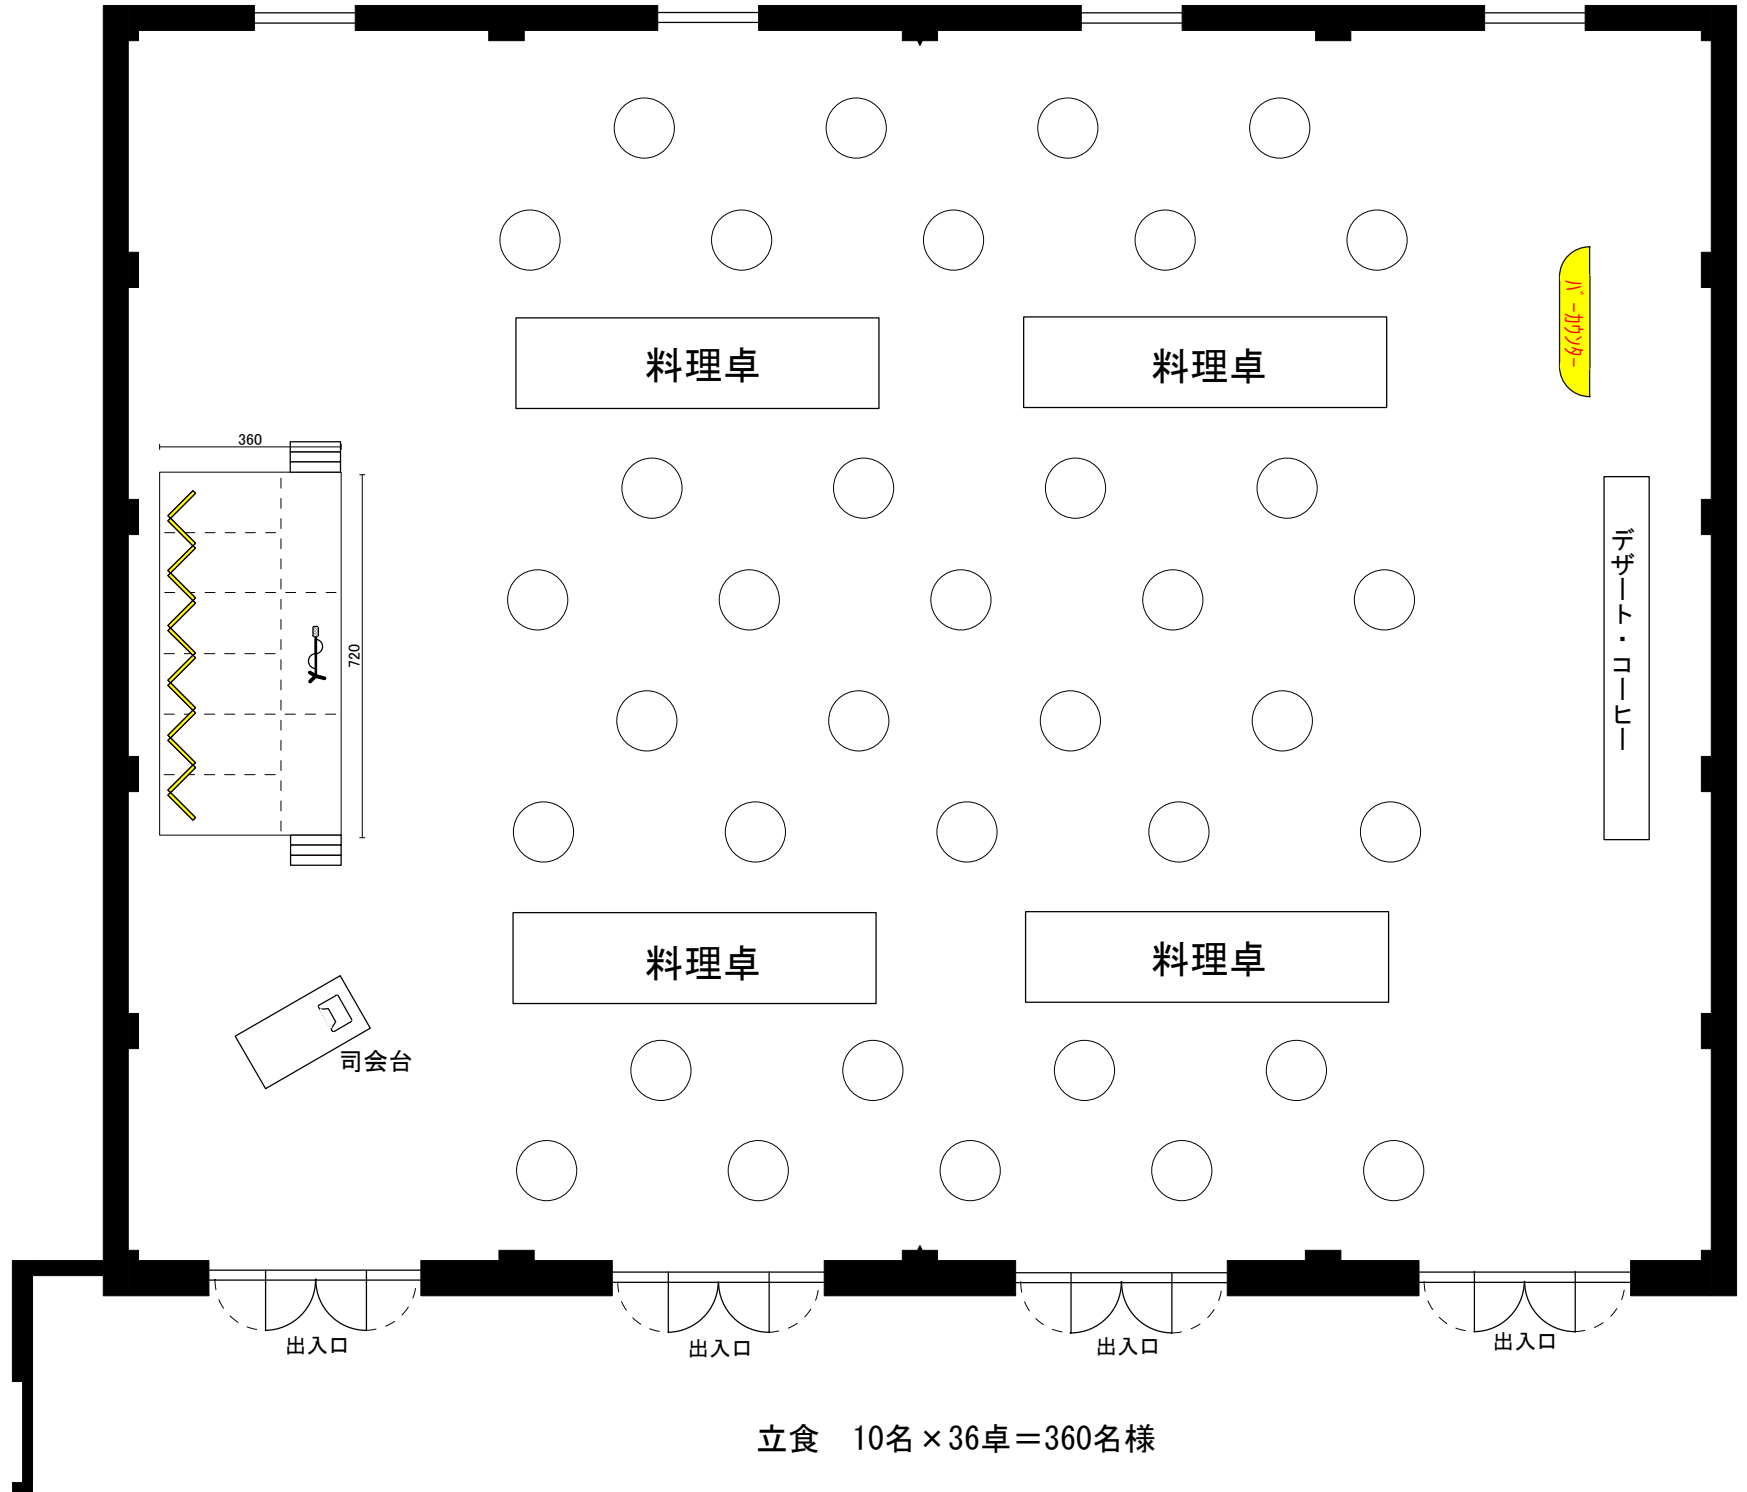 料理卓
料理卓
バーカウンター
360
720
デザート・コーヒー
料理卓
料理卓
司会台
出入口
出入口
出入口
出入口
立食　10名×36卓＝360名様